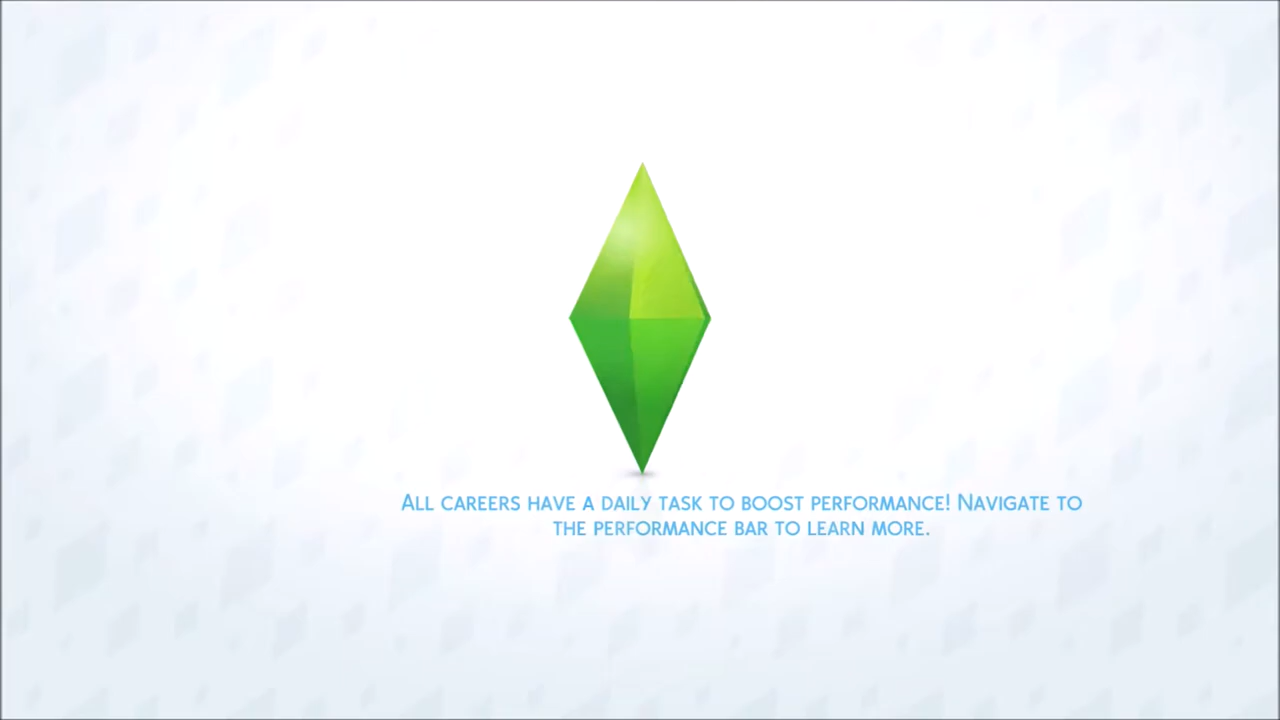 All careers have a daily task to boost performance! Navigate to
the performance bar to learn more.